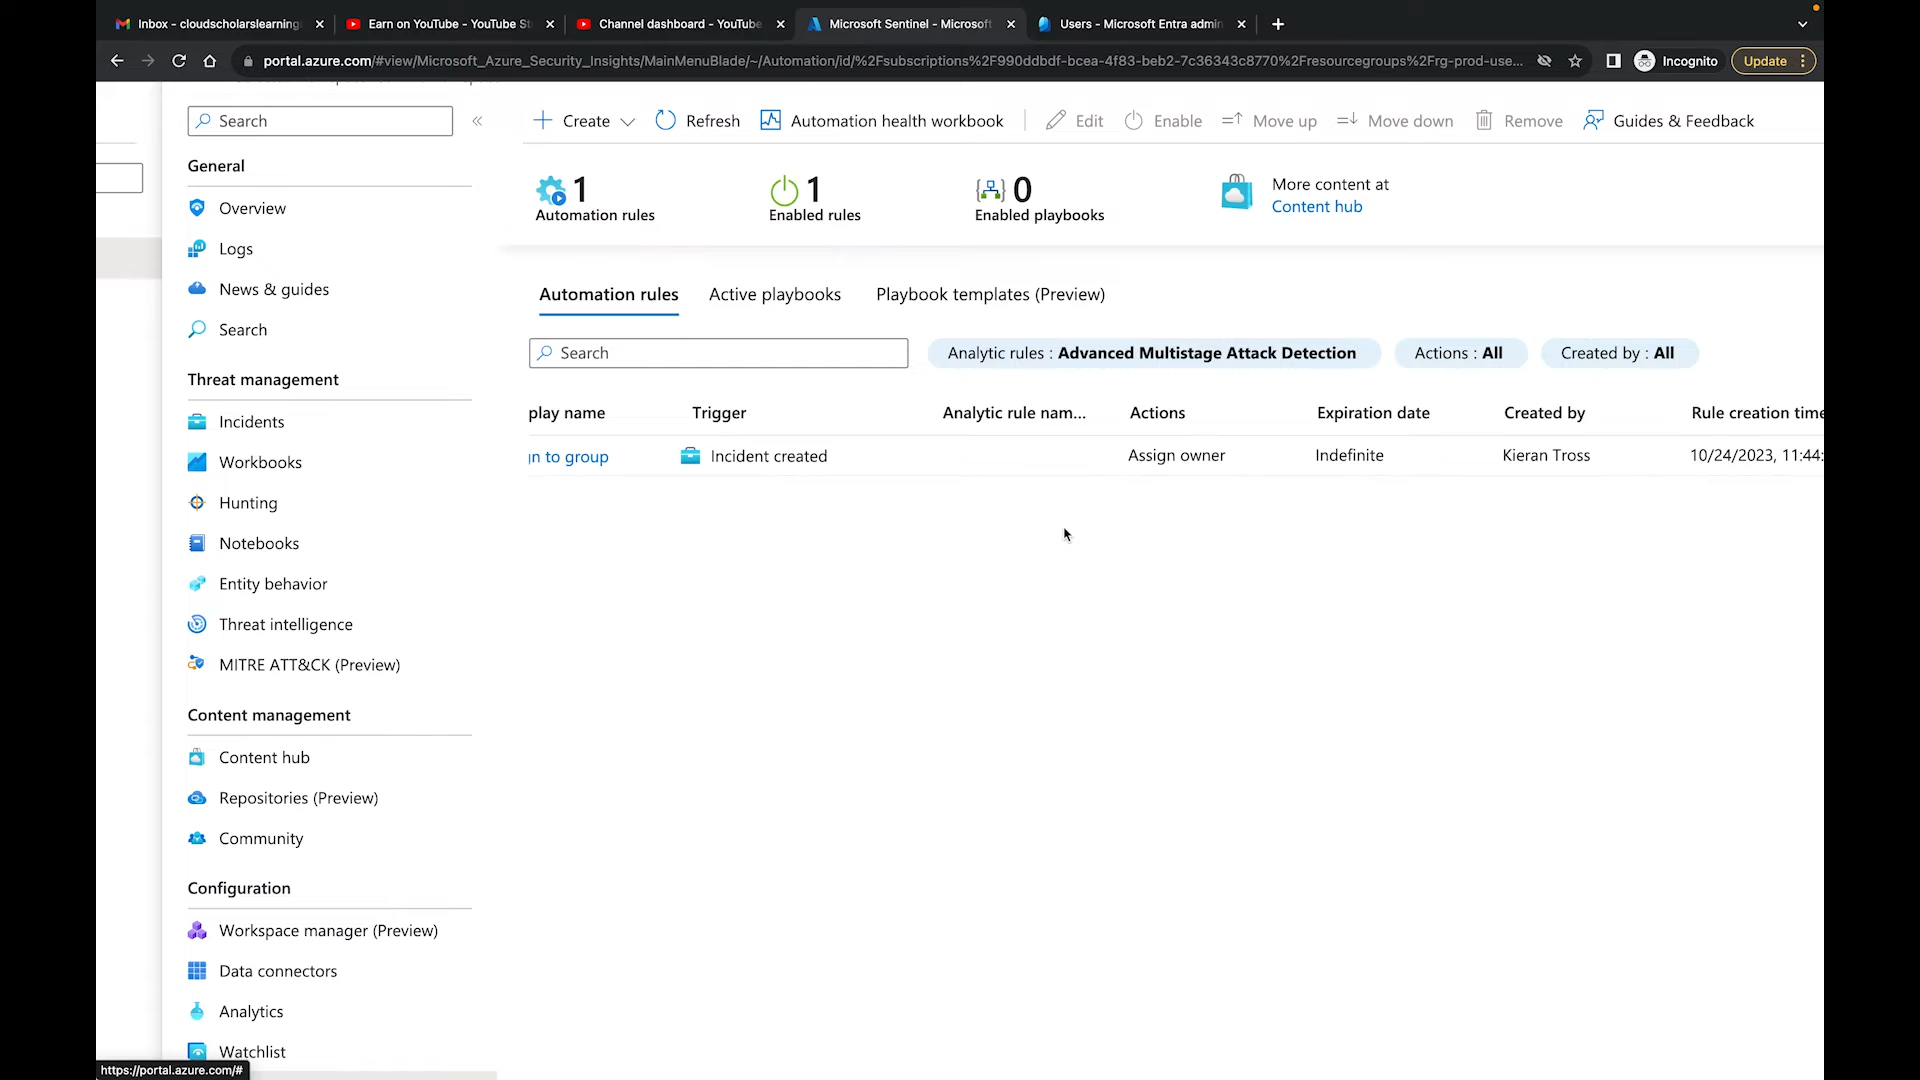 Inbox - cloudscholarslearning
Earn on YouTube - YouTube St
Channel dashboard - YouTube
Microsoft Sentinel - Microsoft
Users - Microsoft Entra admin
portal.azure.com/#view/Microsoft_Azure_Security_Insights/MainMenuBlade/~/Automation/id/%2Fsubscriptions%2F990ddbdf-bcea-4f83-beb2-7c36343c8770%2Fresourcegroups%2Frg-prod-use...
Incognito
Update
Search
Create
Refresh
Automation health workbook
Edit
Enable
Move up
Move down
Remove
Guides & Feedback
General
Overview
Logs
News & guides
Search
Threat management
Incidents
Workbooks
Hunting
Notebooks
Entity behavior
Threat intelligence
MITRE ATT&CK (Preview)
Content management
Content hub
Repositories (Preview)
Community
Configuration
Workspace manager (Preview)
Data connectors
Analytics
Watchlist
1
Automation rules
1
Enabled rules
0
Enabled playbooks
More content at
Content hub
Automation rules
Active playbooks
Playbook templates (Preview)
Search
Analytic rules : Advanced Multistage Attack Detection
Actions : All
Created by : All
play name
Trigger
Analytic rule nam...
Actions
Expiration date
Created by
Rule creation time
n to group
Incident created
Assign owner
Indefinite
Kieran Tross
10/24/2023, 11:44:
https://portal.azure.com/#